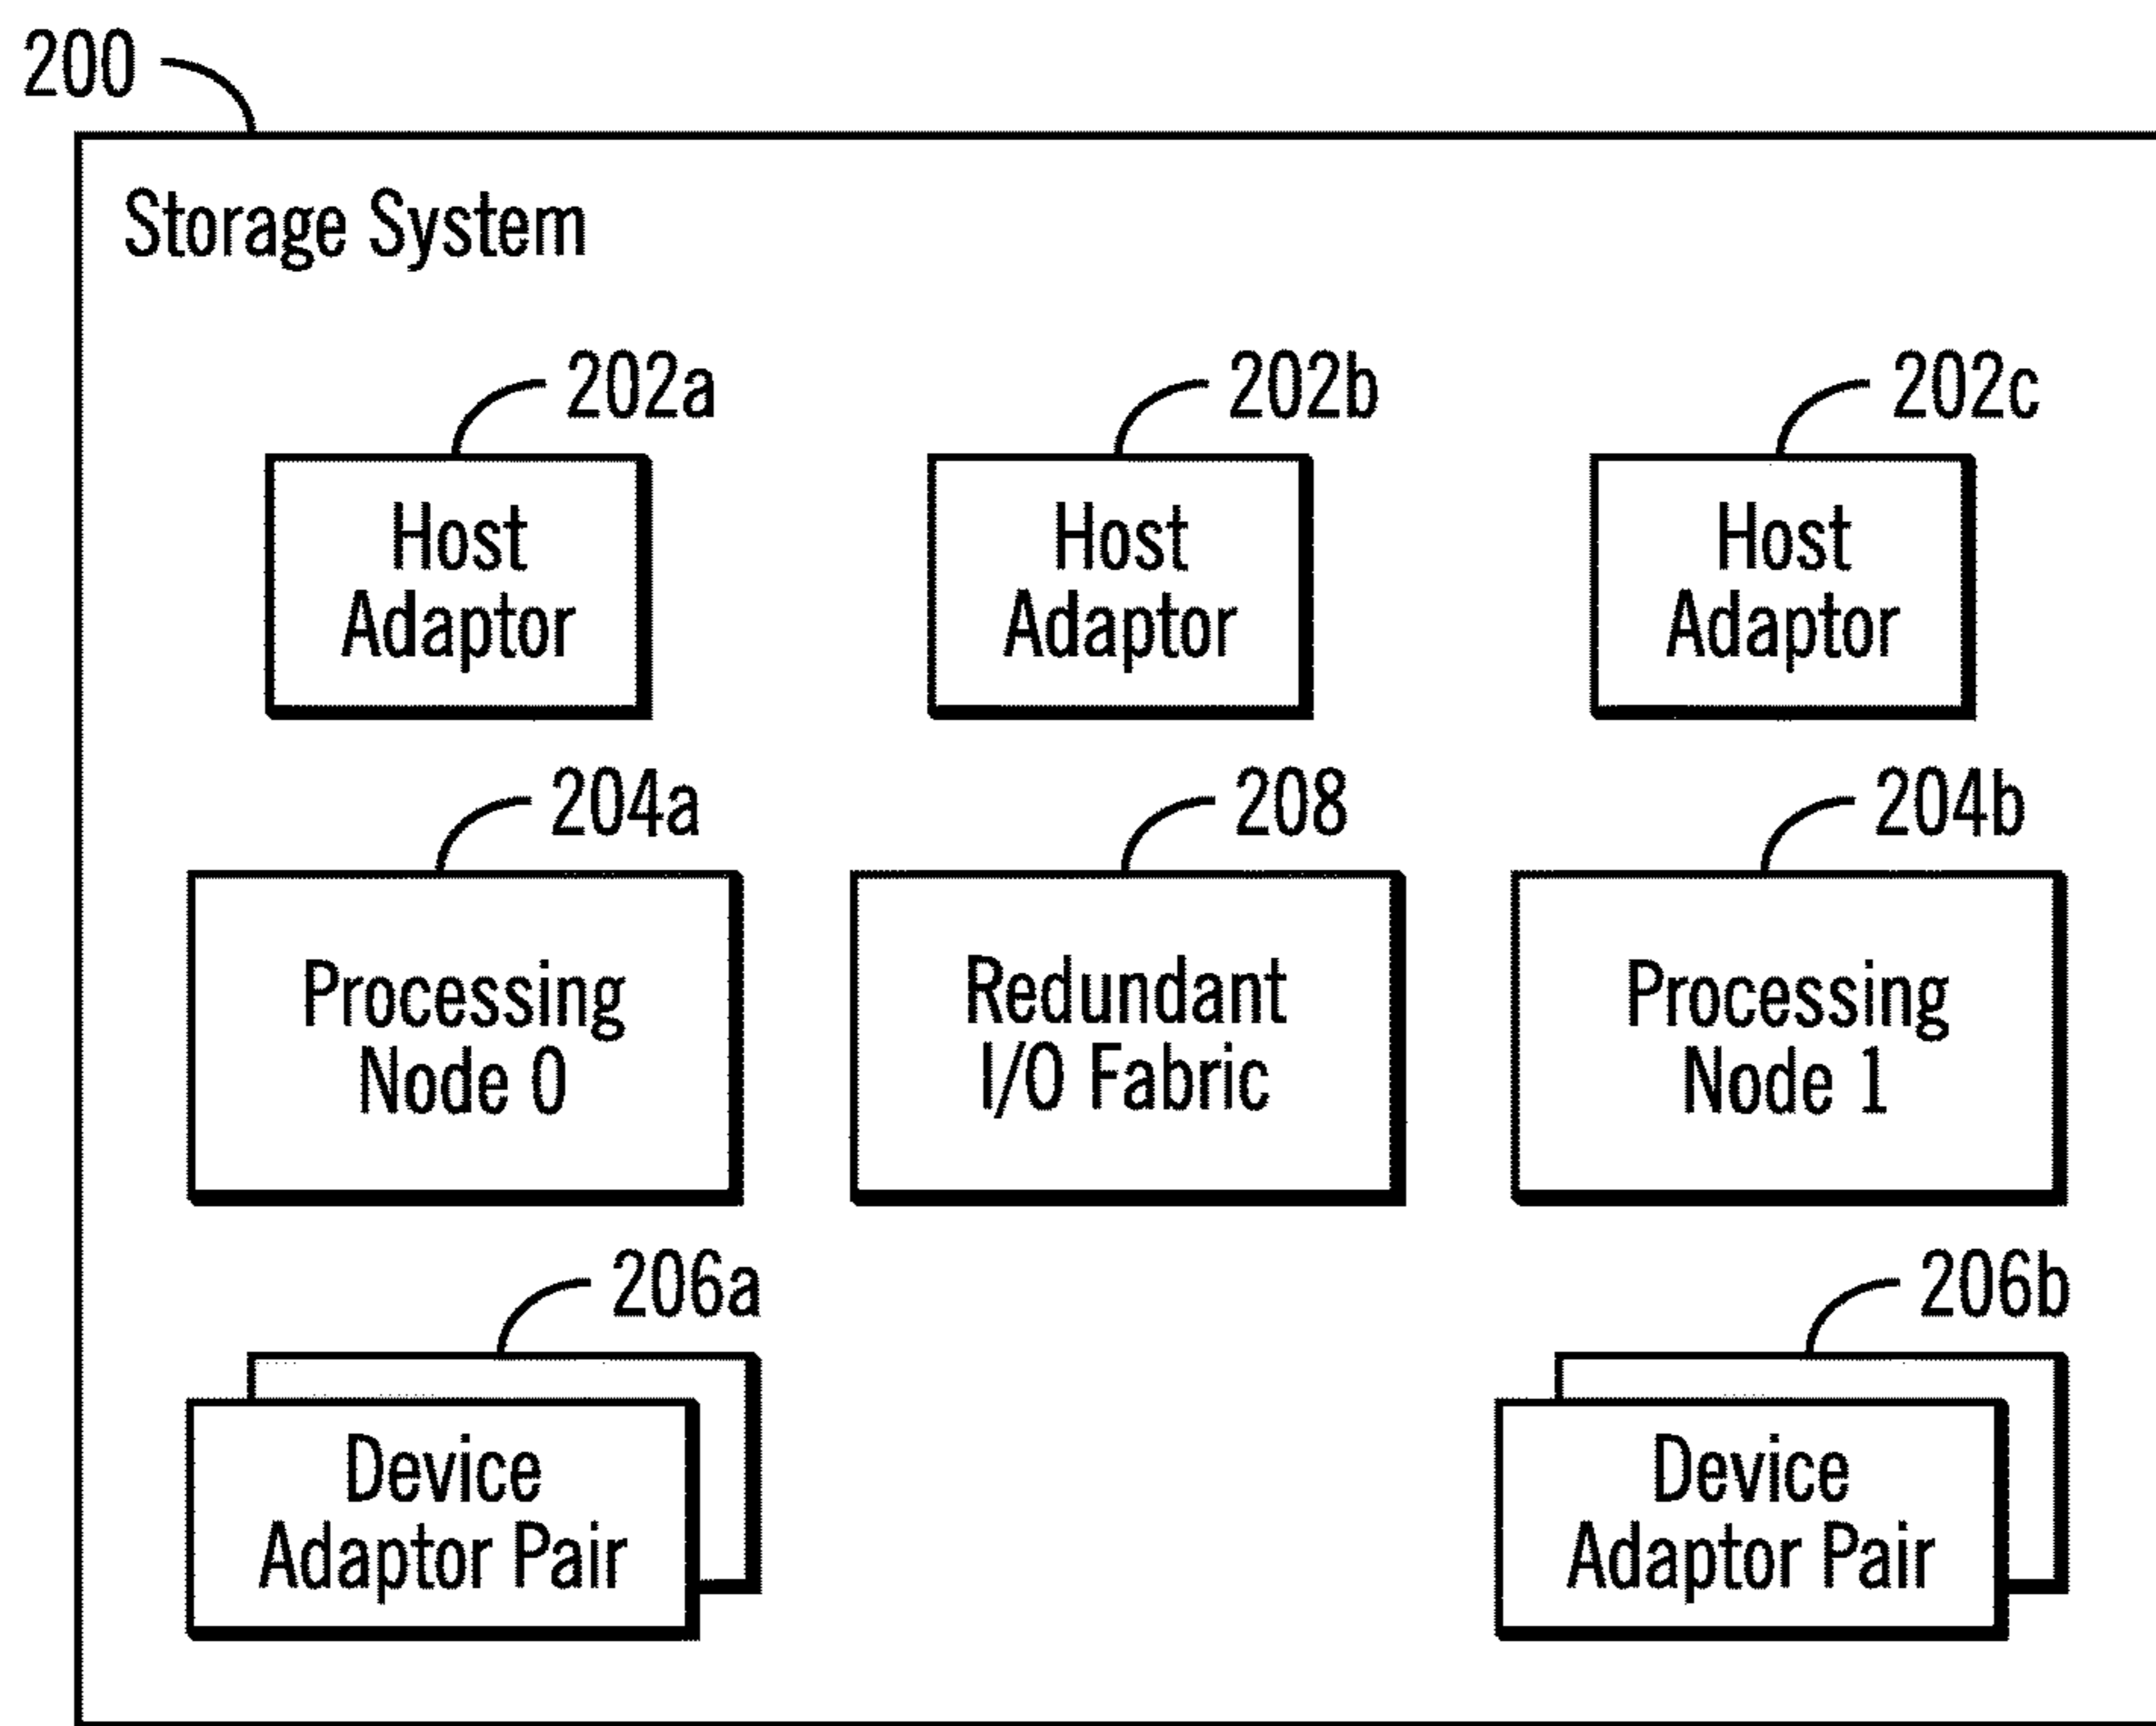 200
Storage System
202a
202b
202c
Host
Adaptor
Host
Adaptor
Host
Adaptor
204a
208
204b
Processing
Node 0
Redundant
I/O Fabric
Processing
Node 1
206a
206b
Device
Adaptor Pair
Device
Adaptor Pair